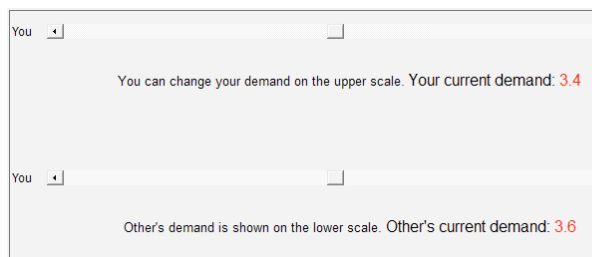 You
You can change your demand on the upper scale. Your current demand: 3.4
You
Other's demand is shown on the lower scale. Other's current demand: 3.6